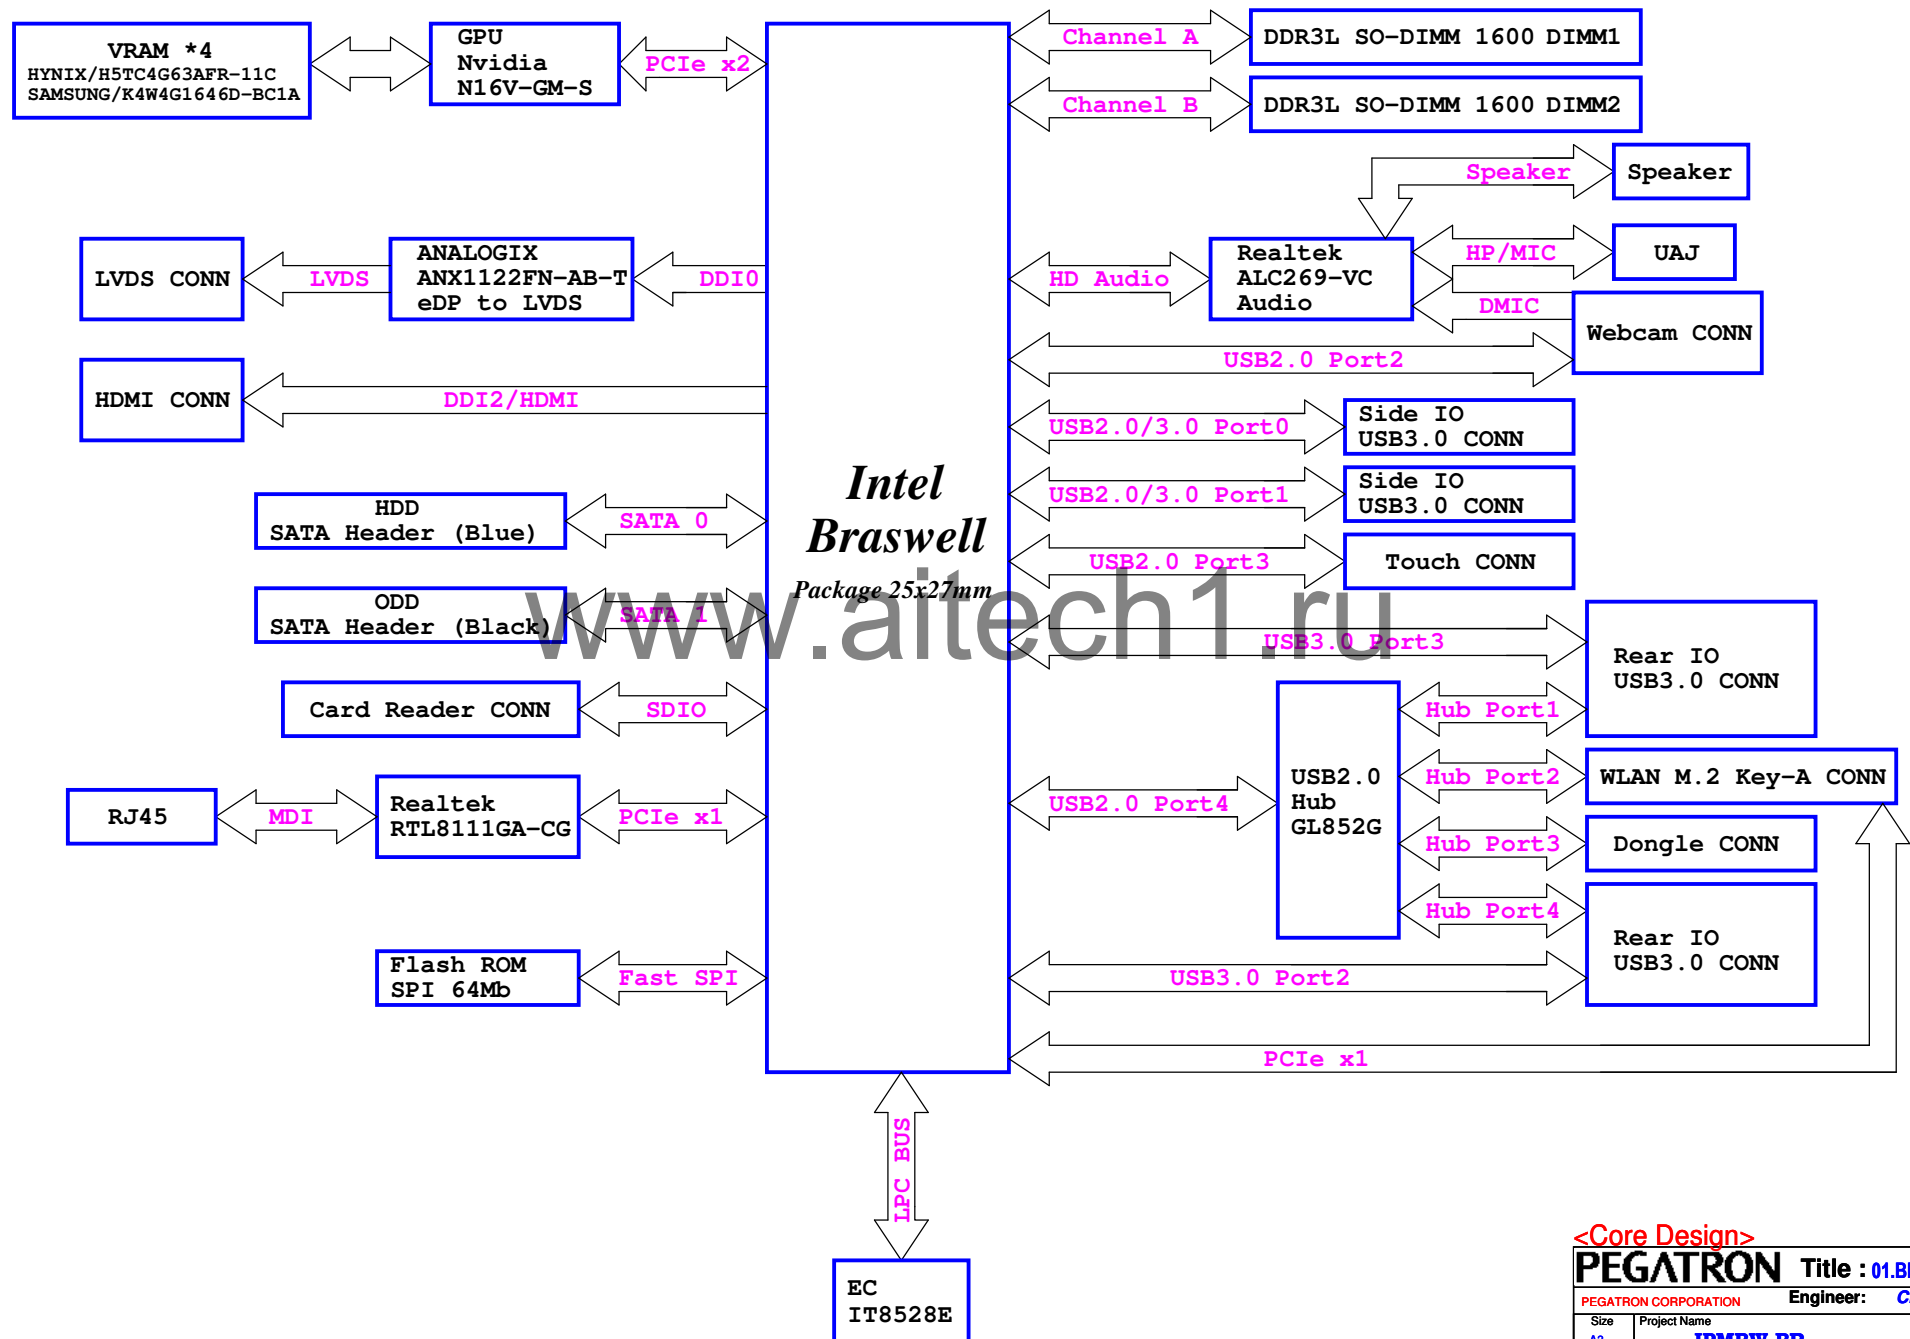 VRAM *4
HYNIX/H5TC4G63AFR-11C
SAMSUNG/K4W4G1646D-BC1A
GPU
Nvidia
N16V-GM-S
PCIe x2
Channel A
DDR3L SO-DIMM 1600 DIMM1
Channel B
DDR3L SO-DIMM 1600 DIMM2
Speaker
Speaker
LVDS CONN
LVDS
ANALOGIX
ANX1122FN-AB-T
eDP to LVDS
DDI0
HD Audio
Realtek
ALC269-VC
Audio
HP/MIC
UAJ
DMIC
Webcam CONN
USB2.0 Port2
HDMI CONN
DDI2/HDMI
USB2.0/3.0 Port0
Side IO
USB3.0 CONN
Intel
Braswell
Package 25x27mm
USB2.0/3.0 Port1
Side IO
USB3.0 CONN
HDD
SATA Header (Blue)
SATA 0
USB2.0 Port3
Touch CONN
ODD
SATA Header (Black)
SATA 1
www.aitech1.ru
USB3.0 Port3
Rear IO
USB3.0 CONN
Card Reader CONN
SDIO
Hub Port1
RJ45
MDI
Realtek
RTL8111GA-CG
PCIe x1
USB2.0 Port4
USB2.0
Hub
GL852G
Hub Port2
WLAN M.2 Key-A CONN
Hub Port3
Dongle CONN
Hub Port4
Rear IO
USB3.0 CONN
Flash ROM
SPI 64Mb
Fast SPI
USB3.0 Port2
PCIe x1
LPC BUS
EC
IT8528E
<Core Design>
PEGATRON
Title : 01.
PEGATRON CORPORATION
Engineer:
Size
Project Name